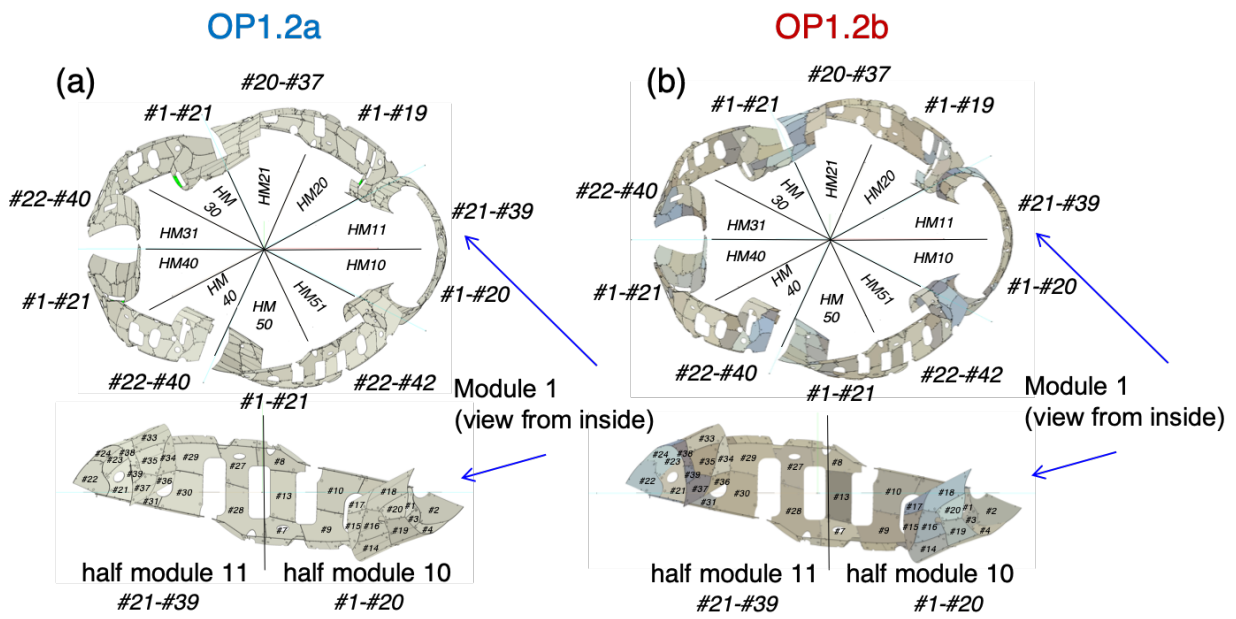 OP1.2a
(a)
#20-#37
#1-#21
#1-#19
#22-#40
#21-#39
HM21
HM20
HM
30
HM31
HM11
HM40
HM10
HM
40
HM
50
HM51
#1-#21
#1-#20
#22-#40
#22-#42
#1-#21
Module 1
(view from inside)
#33
#24
#38
#23
#35
#34
#29
#27
#8
#39
#22
#21
#37
#36
#30
#31
#28
#13
#10
#7
#9
#18
#17
#20
#1
#2
#3
#15
#16
#19
#4
#14
half module 11
half module 10
#21-#39
#1-#20
OP1.2b
(b)
#20-#37
#1-#21
#1-#19
#22-#40
#21-#39
HM21
HM20
HM
30
HM31
HM11
HM40
HM10
HM
40
HM
50
HM51
#1-#21
#1-#20
#22-#40
#22-#42
#1-#21
Module 1
(view from inside)
#33
#24
#38
#23
#35
#34
#29
#27
#8
#39
#22
#21
#37
#36
#30
#31
#28
#13
#10
#7
#9
#18
#17
#20
#1
#2
#3
#15
#16
#19
#4
#14
half module 11
half module 10
#21-#39
#1-#20